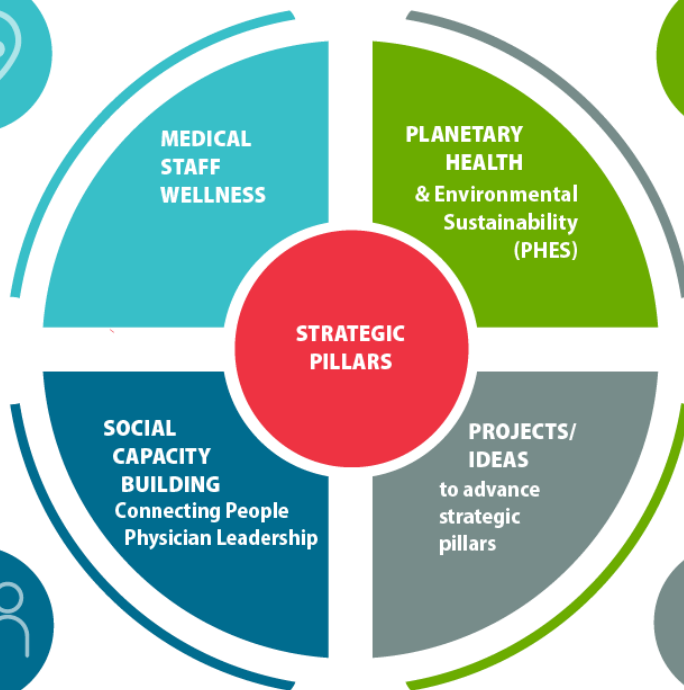 MEDICAL
STAFF
WELLNESS
PLANETARY
HEALTH
& Environmental
Sustainability
(PHES)
STRATEGIC
PILLARS
SOCIAL
CAPACITY
BUILDING
Connecting People
Physician Leadership
PROJECTS/
IDEAS
to advance
strategic
pillars